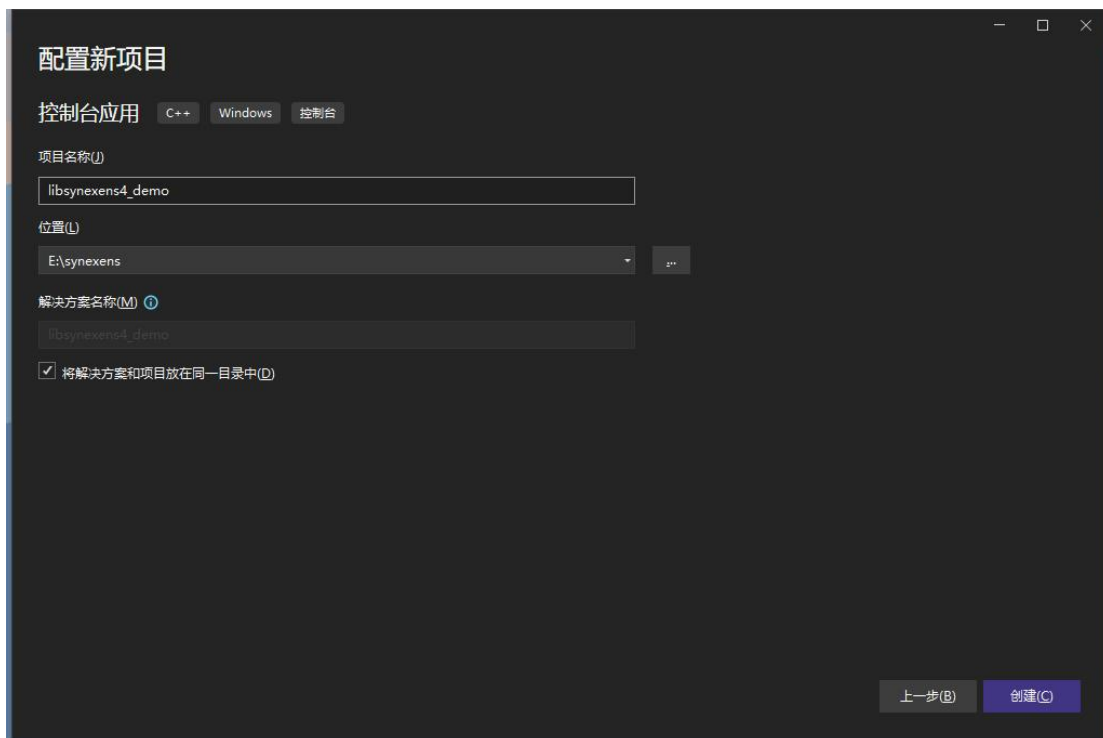 配置新项目
控制台应用 C++ Windows 控制台
项目名称(J)
libsynexens4_demo
位置(L)
E:\synexens
...
解决方案名称(M)
libsynexens4_demo
将解决方案和项目放在同一目录中(D)
上一步(B) 创建(C)